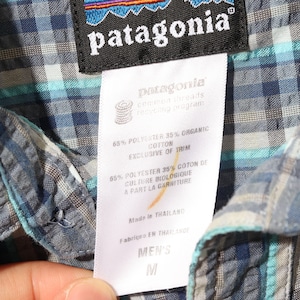 patagonia®
patagonia®
common threads
recycling program
65% POLYESTER 35% ORGANIC
COTTON
EXCLUSIVE OF TRIM
65% POLYESTER 35% COTON DE
CULTURE BIOLOGIQUE
À PART LA GARNITURE
Made in THAILAND
Fabriqué EN THAILANDE
MEN'S
M